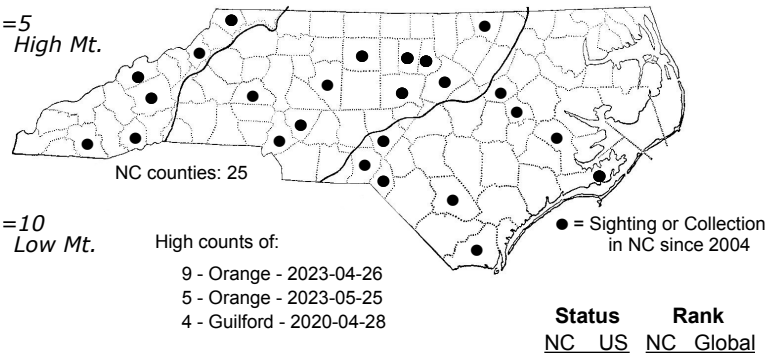 =5
High Mt.
NC counties: 25
=10
Low Mt.
High counts of:
9 - Orange - 2023-04-26
5 - Orange - 2023-05-25
4 - Guilford - 2020-04-28
● = Sighting or Collection
in NC since 2004
Status Rank
NC US NC Global